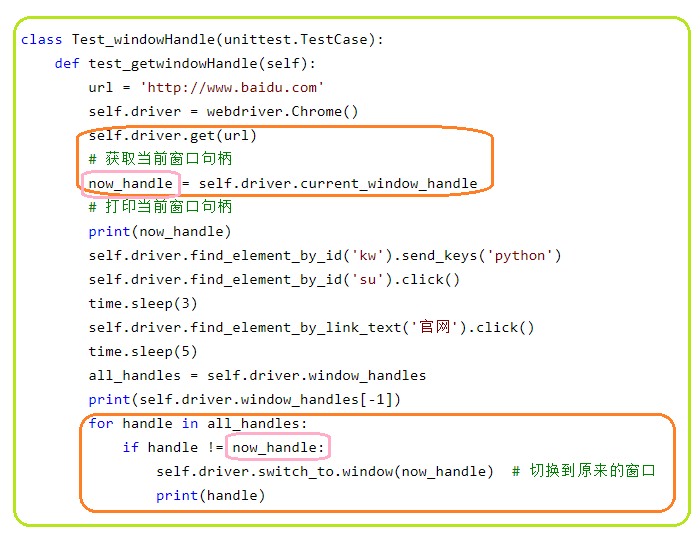 class Test_windowHandle(unittest.TestCase):
    def test_getwindowHandle(self):
        url = 'http://www.baidu.com'
        self.driver = webdriver.Chrome()
        self.driver.get(url)
        # 获取当前窗口句柄
        now_handle = self.driver.current_window_handle
        # 打印当前窗口句柄
        print(now_handle)
        self.driver.find_element_by_id('kw').send_keys('python')
        self.driver.find_element_by_id('su').click()
        time.sleep(3)
        self.driver.find_element_by_link_text('官网').click()
        time.sleep(5)
        all_handles = self.driver.window_handles
        print(self.driver.window_handles[-1])
        for handle in all_handles:
            if handle != now_handle:
                self.driver.switch_to.window(now_handle)  # 切换到原来的窗口
                print(handle)